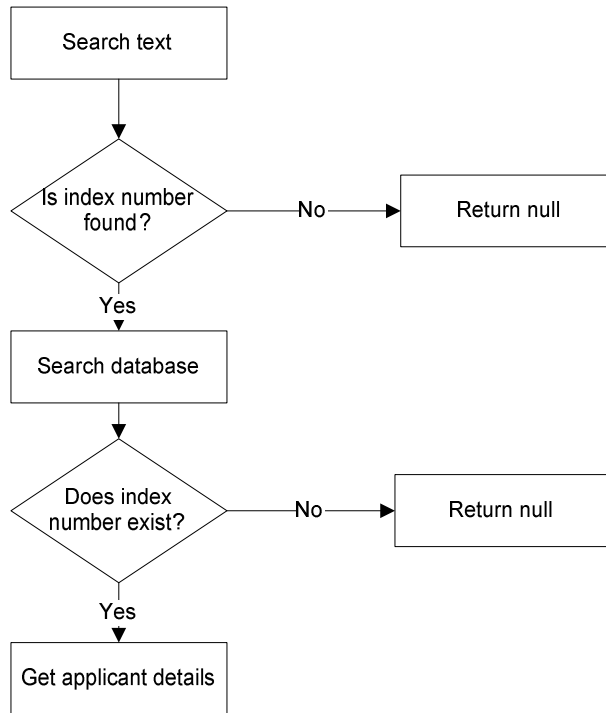 Search text
Is index number
found?
No
Return null
Yes
Search database
Does index
number exist?
No
Return null
Yes
Get applicant details